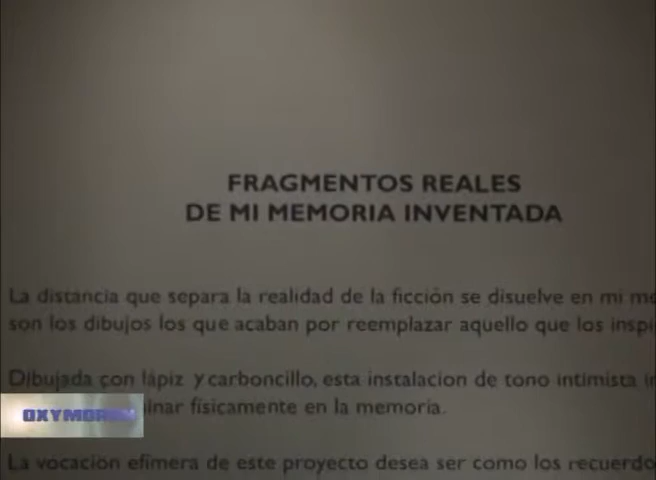 FRAGMENTOS REALES
DE MI MEMORIA INVENTADA
La distancia que separa la realidad de la ficción se disuelve en mi
son los dibujos los que acaban por reemplazar aquello que los
Dibujada con lápiz y carboncillo, esta instalacion de tono intimista
físicamente en la memoria.
OXYMORON
La vocación efímera de este proyecto desea ser como los